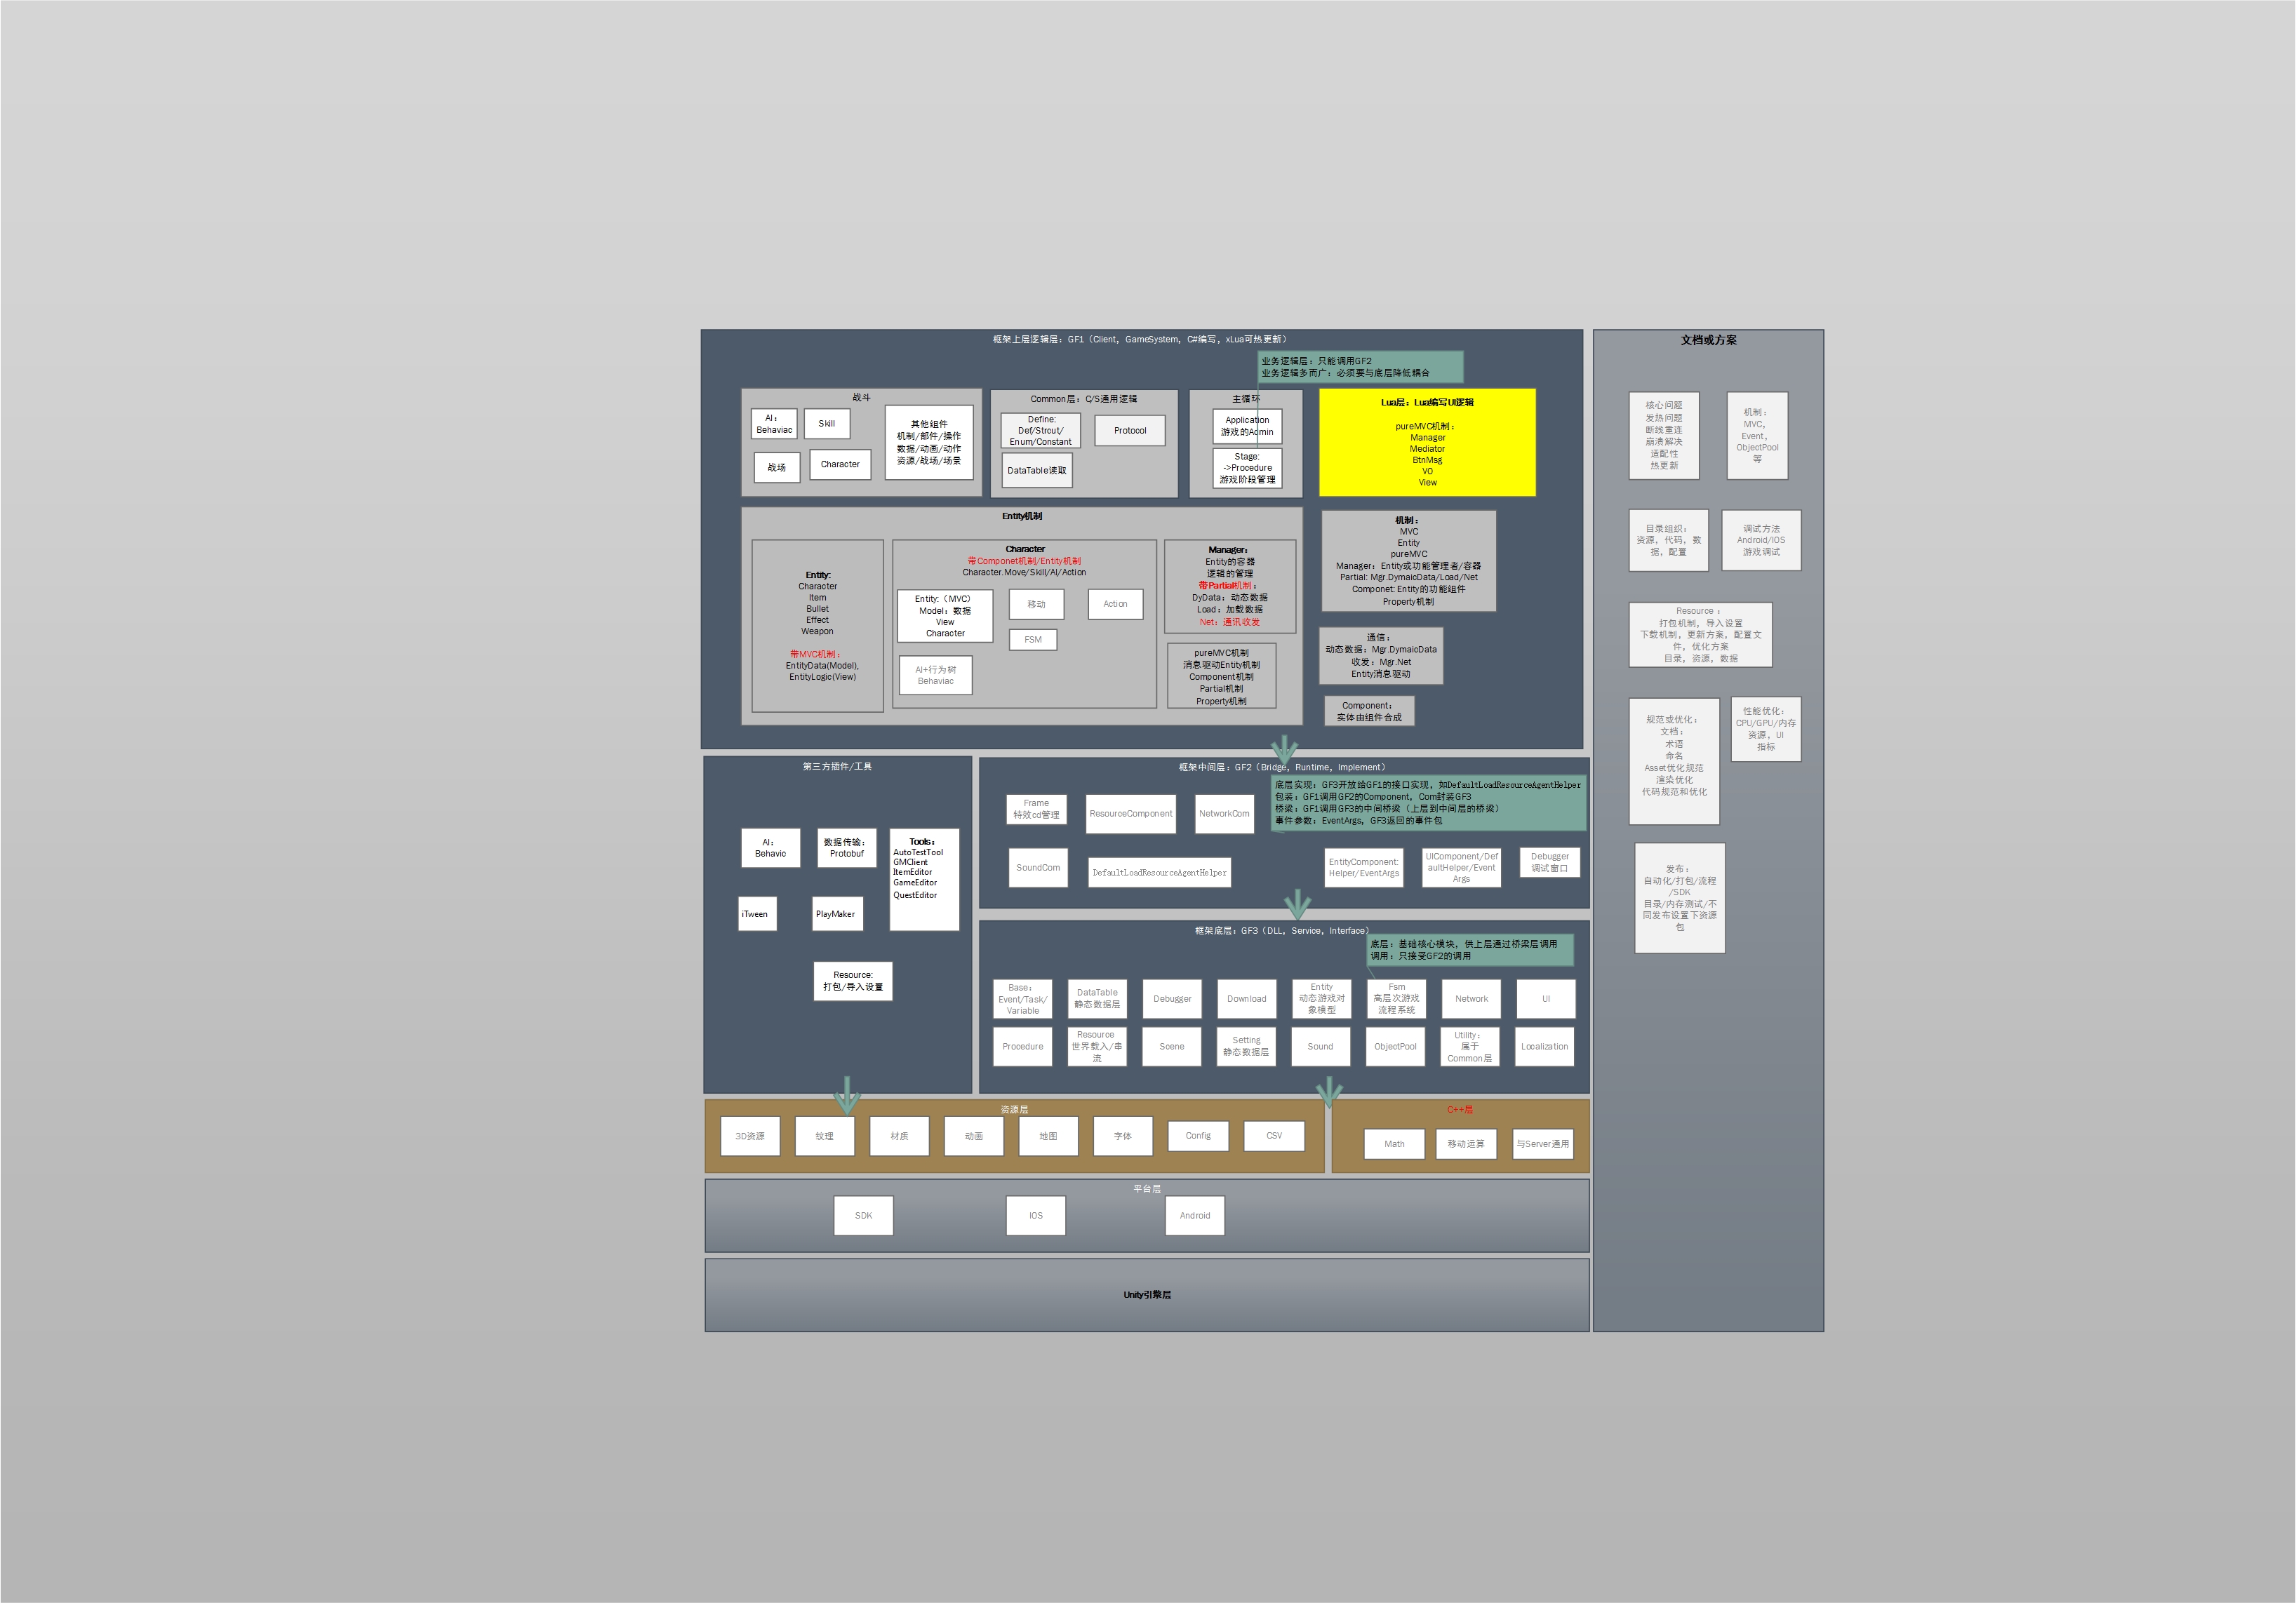 框架上层逻辑层：GF1（Client，GameSystem，C#编写，xLua可热更新）
业务逻辑层：只能调用GF2
业务逻辑多而广：必须要与底层降低耦合
战斗
AI：
Behaviac
Skill
战场
Character
其他组件
机制/部件/操作
数据/动画/动作
资源/战场/场景
Common层：C/S通用逻辑
Define:
Def/Strcut/
Enum/Constant
Protocol
DataTable读取
主循环
Application
游戏的Admin
Stage:
->Procedure
游戏阶段管理
Lua层：Lua编写UI逻辑
pureMVC机制：
Manager
Mediator
BtnMsg
VO
View
Entity机制
Entity:
Character
Item
Bullet
Effect
Weapon
带MVC机制：
EntityData(Model),
EntityLogic(View)
Character
带Componet机制/Entity机制
Character.Move/Skill/AI/Action
Entity:（MVC）
Model：数据
View
Character
移动
Action
FSM
AI+行为树
Behaviac
Manager：
Entity的容器
逻辑的管理
带Partial机制：
DyData：动态数据
Load：加载数据
Net：通讯收发
pureMVC机制
消息驱动Entity机制
Component机制
Partial机制
Property机制
机制：
MVC
Entity
pureMVC
Manager：Entity或功能管理者/容器
Partial: Mgr.DymaicData/Load/Net
Componet: Entity的功能组件
Property机制
通信：
动态数据：Mgr.DymaicData
收发：Mgr.Net
Entity消息驱动
Component：
实体由组件合成
第三方插件/工具
AI：
Behavic
数据传输：
Protobuf
Tools：
AutoTestTool
GMClient
ItemEditor
GameEditor
QuestEditor
iTween
PlayMaker
Resource:
打包/导入设置
框架中间层：GF2（Bridge，Runtime，Implement）
底层实现：GF3开放给GF1的接口实现，如DefaultLoadResourceAgentHelper
包装：GF1调用GF2的Component，Com封装GF3
桥梁：GF1调用GF3的中间桥梁（上层到中间层的桥梁）
事件参数：EventArgs，GF3返回的事件包
Frame
特效cd管理
ResourceComponent
NetworkCom
SoundCom
DefaultLoadResourceAgentHelper
EntityComponent:
Helper/EventArgs
UIComponent/Def
aultHelper/Event
Args
Debugger
调试窗口
框架底层：GF3（DLL，Service，Interface）
底层：基础核心模块，供上层通过桥梁层调用
调用：只接受GF2的调用
Base：
Event/Task/
Variable
DataTable
静态数据层
Debugger
Download
Entity
动态游戏对
象模型
Fsm
高层次游戏
流程系统
Network
UI
Procedure
Resource
世界载入/串
流
Scene
Setting
静态数据层
Sound
ObjectPool
Utility：
属于
Common层
Localization
资源层
3D资源
纹理
材质
动画
地图
字体
Config
CSV
C++层
Math
移动运算
与Server通用
平台层
SDK
IOS
Android
Unity引擎层
文档或方案
核心问题
发热问题
断线重连
崩溃解决
适配性
热更新
机制：
MVC，
Event，
ObjectPool
等
目录组织：
资源，代码，数
据，配置
调试方法
Android/IOS
游戏调试
Resource ：
打包机制，导入设置
下载机制，更新方案，配置文
件，优化方案
目录，资源，数据
规范或优化：
文档：
术语
命名
Asset优化规范
渲染优化
代码规范和优化
性能优化：
CPU/GPU/内存
资源，UI
指标
发布：
自动化/打包/流程
/SDK
目录/内存测试/不
同发布设置下资源
包